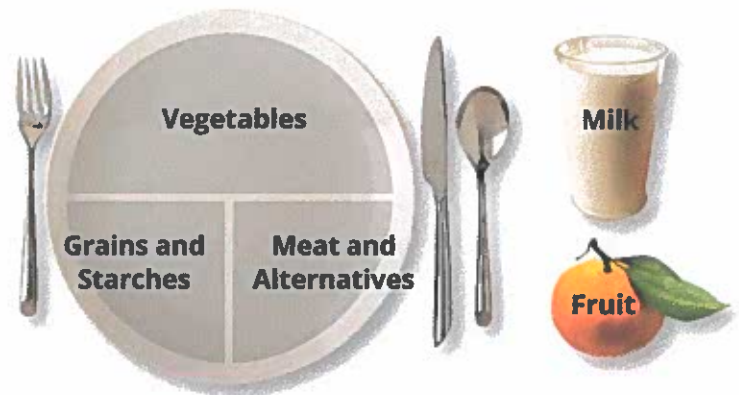 Vegetables
Grains and
Starches
Meat and
Alternatives
Milk
Fruit